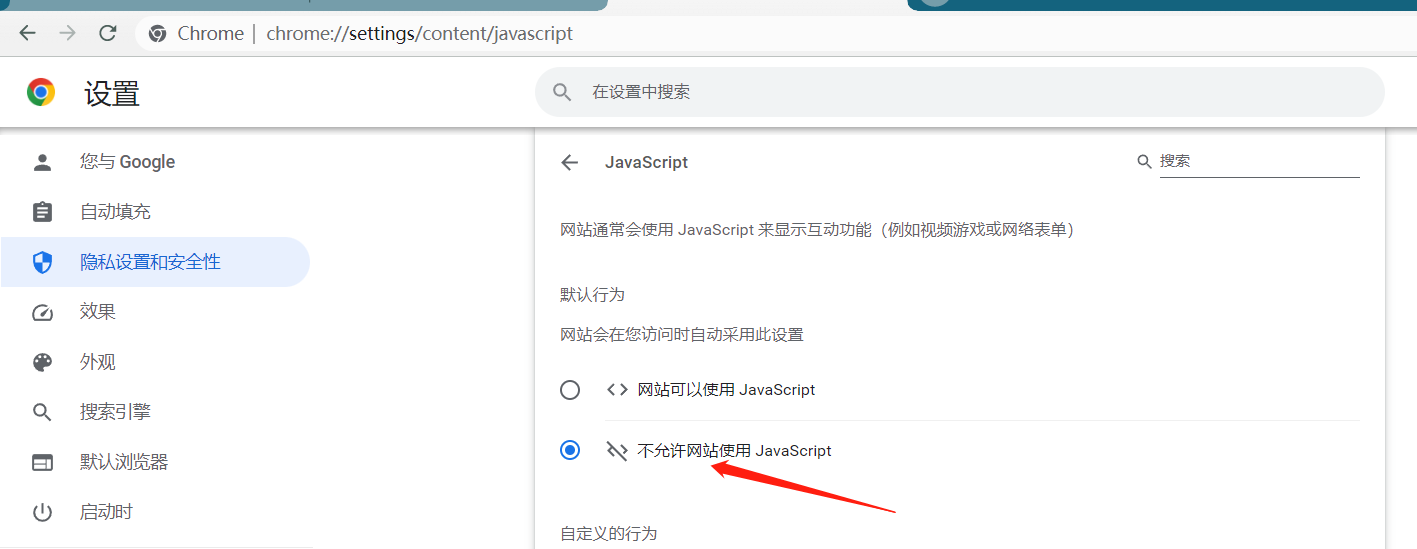 Chrome | chrome://settings/content/javascript
设置
在设置中搜索
您与 Google
自动填充
隐私设置和安全性
效果
外观
搜索引擎
默认浏览器
启动时
JavaScript
搜索
网站通常会使用 JavaScript 来显示互动功能（例如视频游戏或网络表单）
默认行为
网站会在您访问时自动采用此设置
网站可以使用 JavaScript
不允许网站使用 JavaScript
自定义的行为